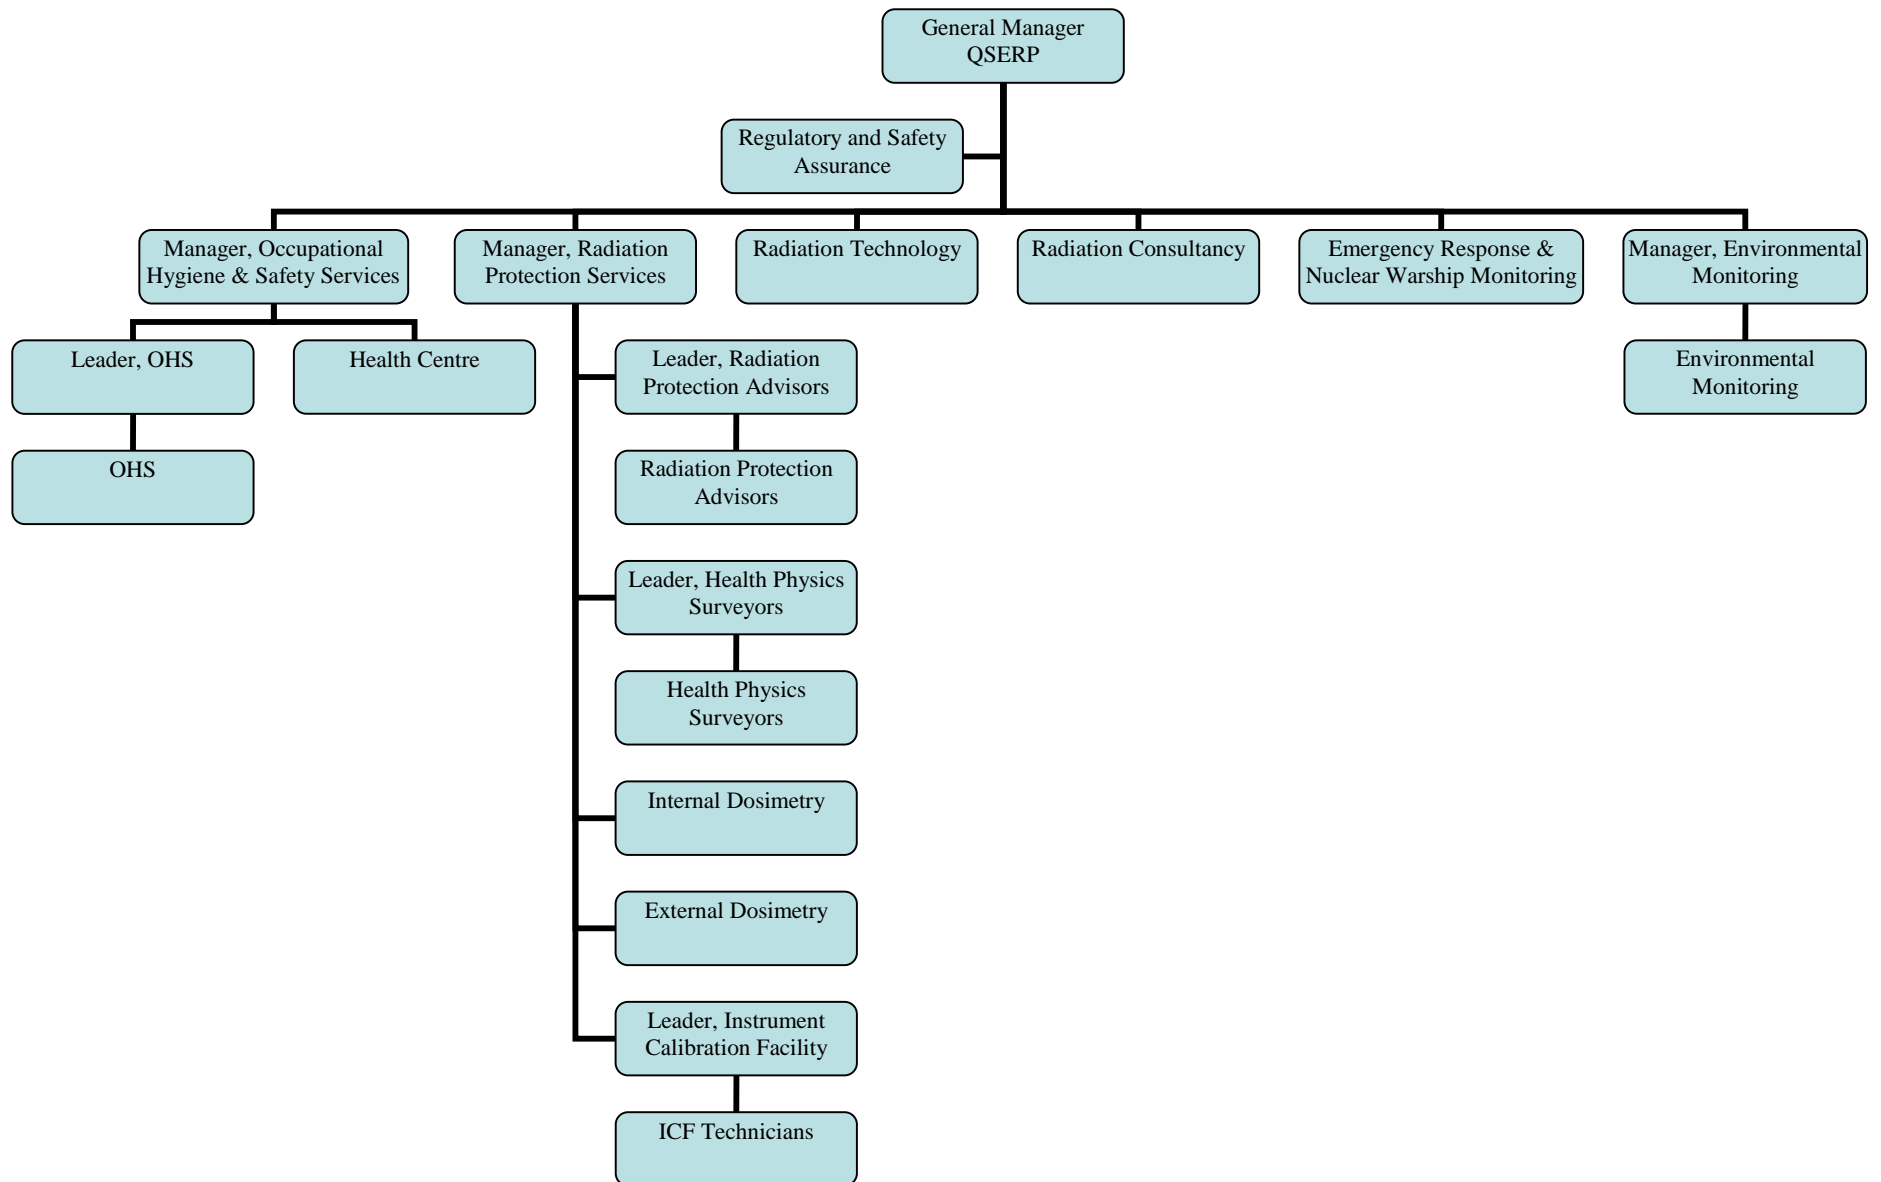 General Manager
QSERP
Regulatory and Safety
Assurance
Manager, Occupational
Hygiene & Safety Services
Manager, Radiation
Protection Services
Radiation Technology
Radiation Consultancy
Emergency Response &
Nuclear Warship Monitoring
Manager, Environmental
Monitoring
Leader, OHS
Health Centre
Leader, Radiation
Protection Advisors
Environmental
Monitoring
OHS
Radiation Protection
Advisors
Leader, Health Physics
Surveyors
Health Physics
Surveyors
Internal Dosimetry
External Dosimetry
Leader, Instrument
Calibration Facility
ICF Technicians